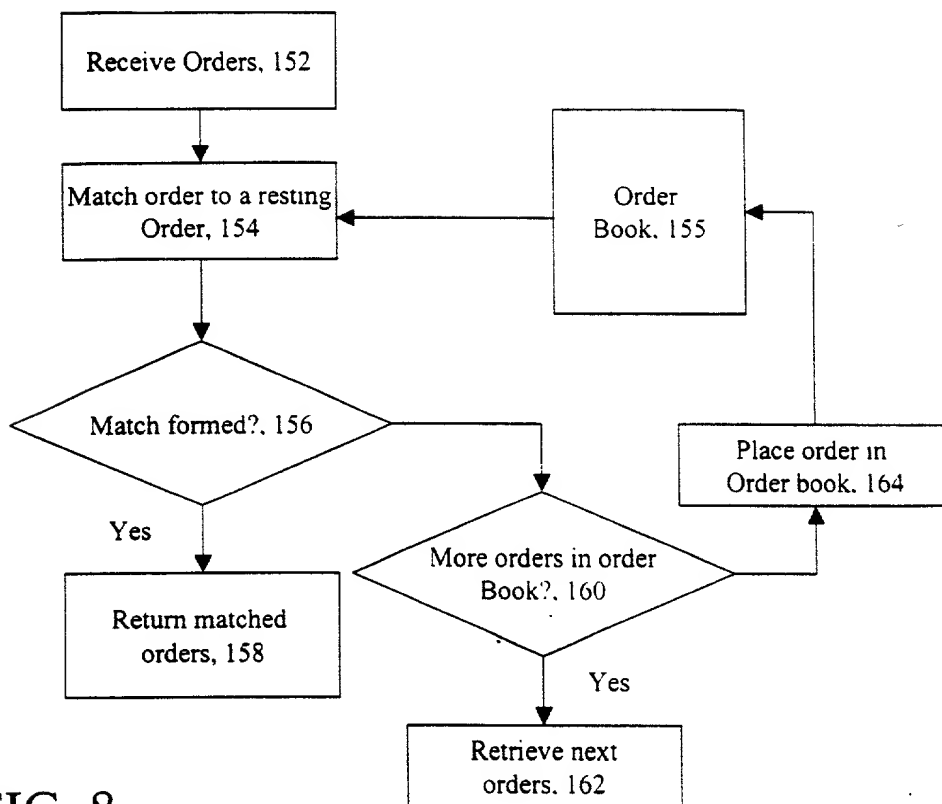 Receive Orders, 152
Match order to a resting
Order, 154
Order
Book. 155
Match formed?. 156
Place order in
Order book. 164
Yes
More orders in order
Book?. 160
Return matched
orders, 158
Yes
Retrieve next
orders. 162
FIG. 8